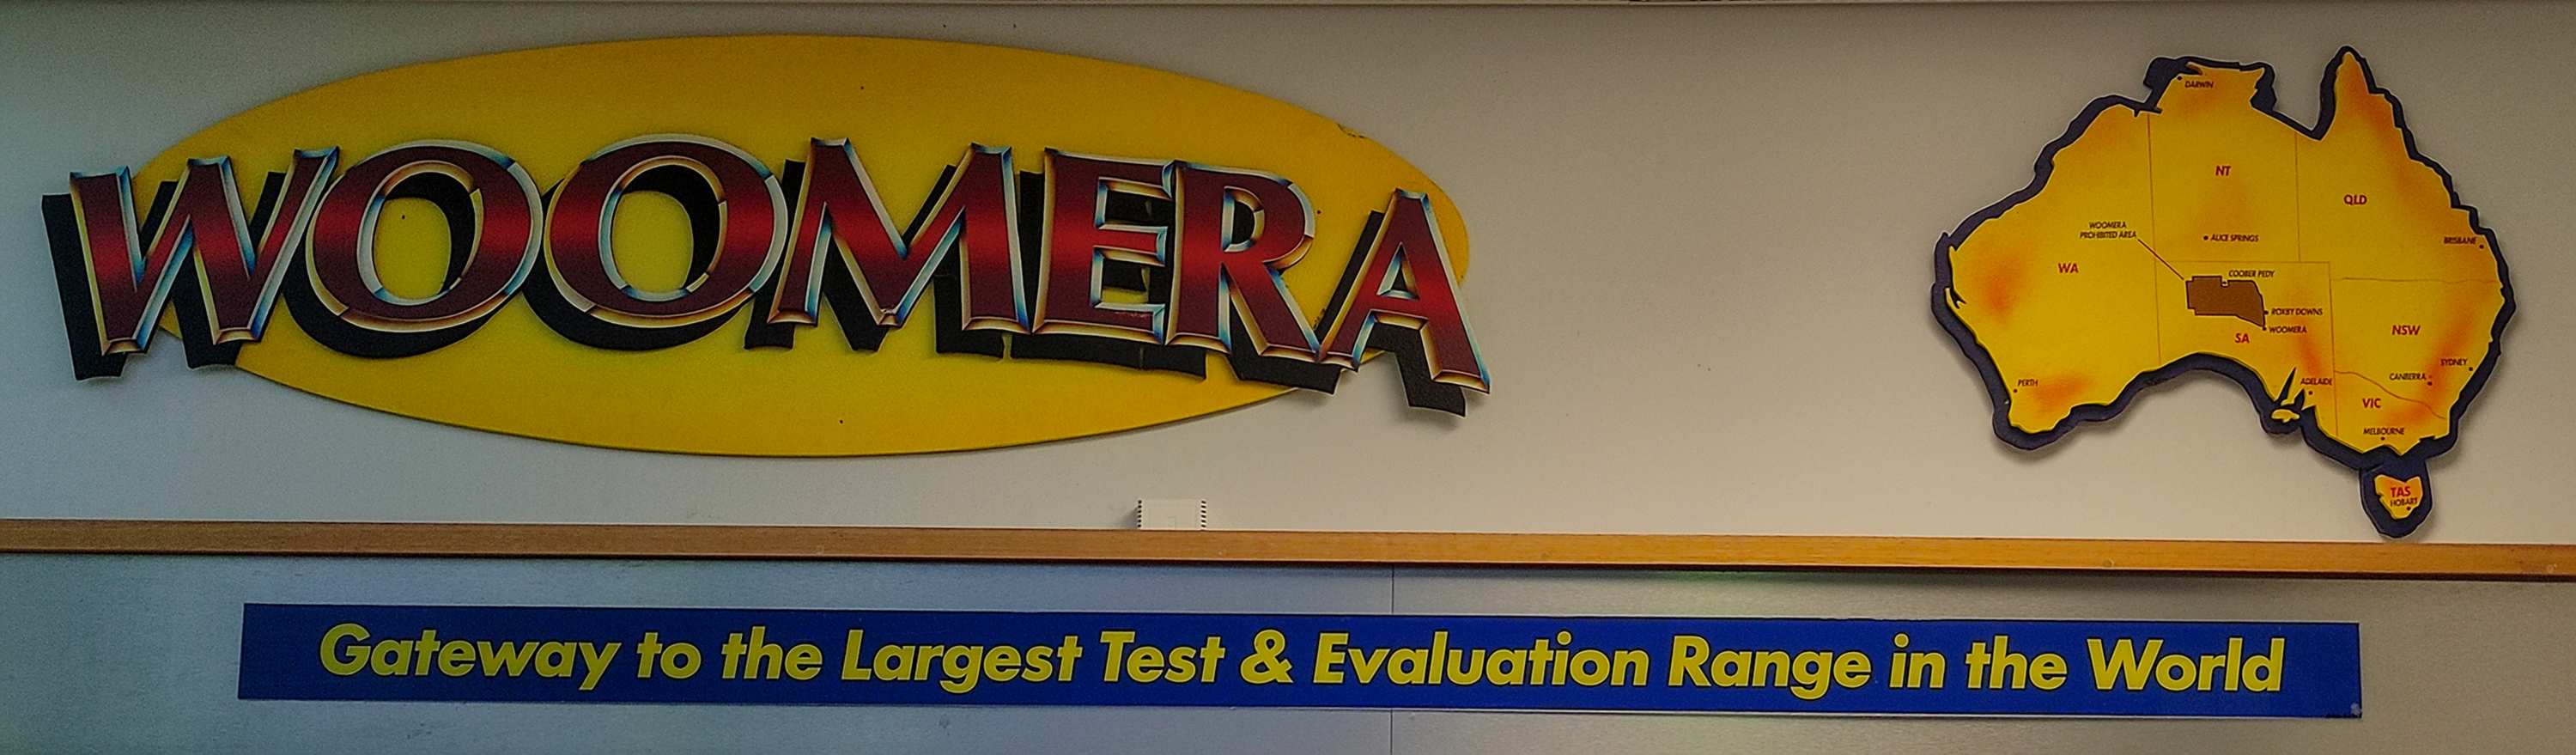 WOOMERA
DARWIN
NT
QLD
WOOMERA
PROHIBITED AREA
ALICE SPRINGS
BRISBANE
WA
COOBER PEDY
ROXBY DOWNS
WOOMERA
SA
NSW
SYDNEY
CANBERRA
PERTH
ADELAIDE
VIC
MELBOURNE
TAS
HOBART
Gateway to the Largest Test & Evaluation Range in the World